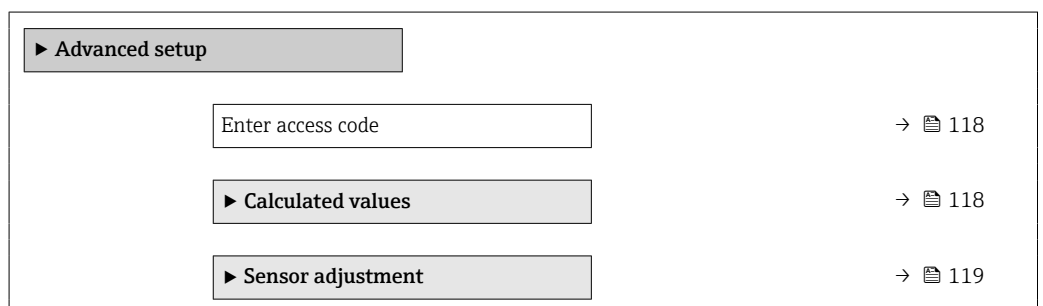 ▶ Advanced setup
Enter access code → 118
▶ Calculated values → 118
▶ Sensor adjustment → 119